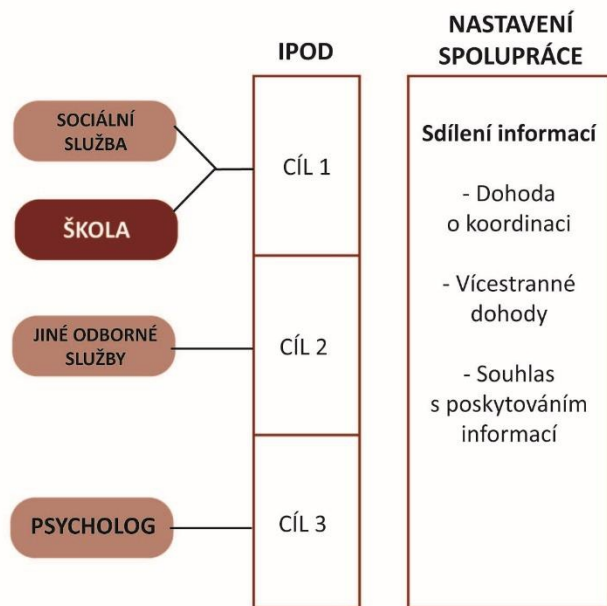 IPOD
NASTAVENÍ
SPOLUPRÁCE
SOCIÁLNÍ
SLUŽBA
ŠKOLA
CÍL 1
JINÉ ODBORNÉ
SLUŽBY
CÍL 2
PSYCHOLOG
CÍL 3
Sdílení informací
- Dohoda
o koordinaci
- Vícestranné
dohody
- Souhlas
s poskytováním
informací